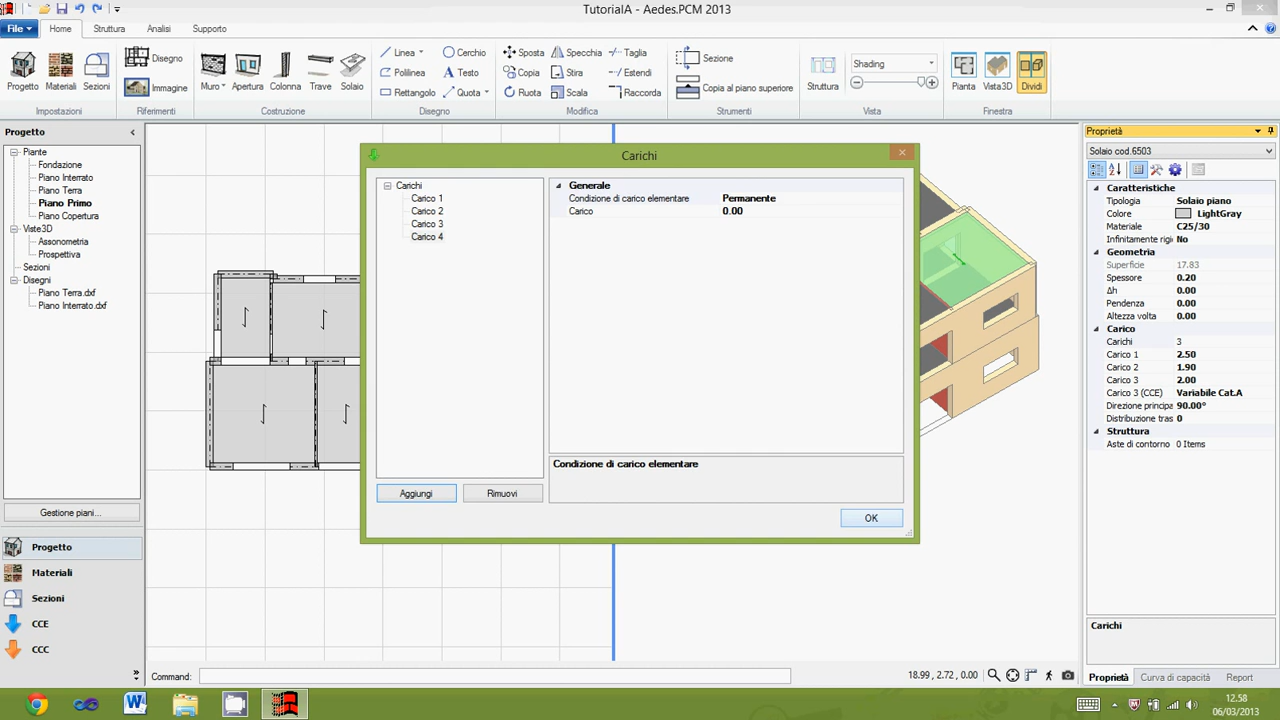 TutorialA - Aedes.PCM 2013
File
Home
Struttura
Analisi
Supporto
Progetto
Materiali
Sezioni
Impostazioni
Disegno
Immagine
Riferimenti
Muro
Apertura
Colonna
Trave
Solaio
Costruzione
Linea
Cerchio
Polilinea
Testo
Rettangolo
Quota
Disegno
Sposta
Specchia
Taglia
Copia
Stira
Estendi
Ruota
Scala
Raccorda
Modifica
Sezione
Copia al piano superiore
Strumenti
Struttura
Shading
Vista
Pianta
Vista3D
Dividi
Finestra
Progetto
Piante
Fondazione
Piano Interrato
Piano Terra
Piano Primo
Piano Copertura
Viste3D
Assonometria
Prospettiva
Sezioni
Disegni
Piano Terra.dxf
Piano Interrato.dxf
Gestione piani...
Progetto
Materiali
Sezioni
CCE
CCC
Carichi
Carichi
Carico 1
Carico 2
Carico 3
Carico 4
Aggiungi
Rimuovi
Generale
Condizione di carico elementare Permanente
Carico 0.00
Condizione di carico elementare
OK
Proprietà
Solaio cod.6503
Caratteristiche
Tipologia Solaio piano
Colore LightGray
Materiale C25/30
Infinitamente rigi No
Geometria
Superficie 17.83
Spessore 0.20
Δh 0.00
Pendenza 0.00
Altezza volta 0.00
Carico
Carichi 3
Carico 1 2.50
Carico 2 1.90
Carico 3 2.00
Carico 3 (CCE) Variabile Cat.A
Direzione principa 90.00°
Distribuzione tras 0
Struttura
Aste di contorno 0 Items
Carichi
Proprietà
Curva di capacità
Report
Command:
18.99 , 2.72 , 0.00
12.58
06/03/2013